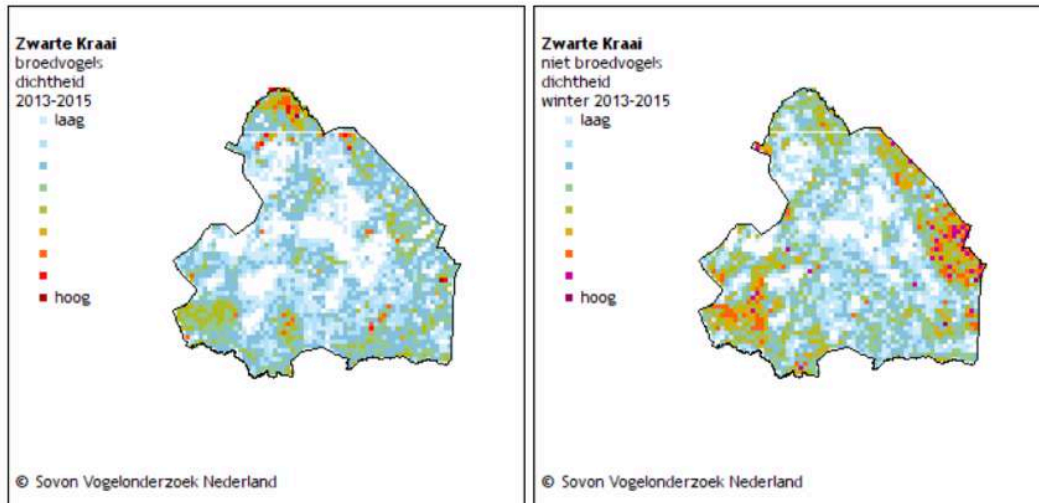 Zwarte Kraai
broedvogels
dichtheid
2013-2015
laag
hoog
© Sovon Vogelonderzoek Nederland
Zwarte Kraai
niet broedvogels
dichtheid
winter 2013-2015
laag
hoog
© Sovon Vogelonderzoek Nederland